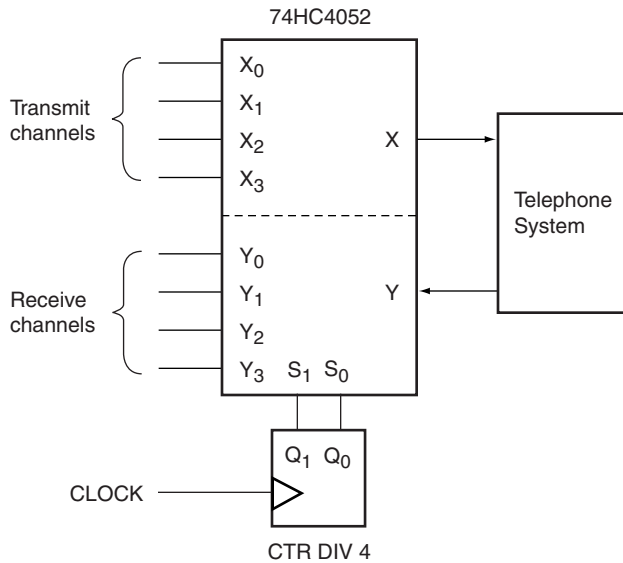 74HC4052
X0
X1
X2
X3
X
Transmit
channels
Telephone
System
Y0
Y1
Y2
Y3
Y
Receive
channels
S1 S0
Q1 Q0
CLOCK
CTR DIV 4